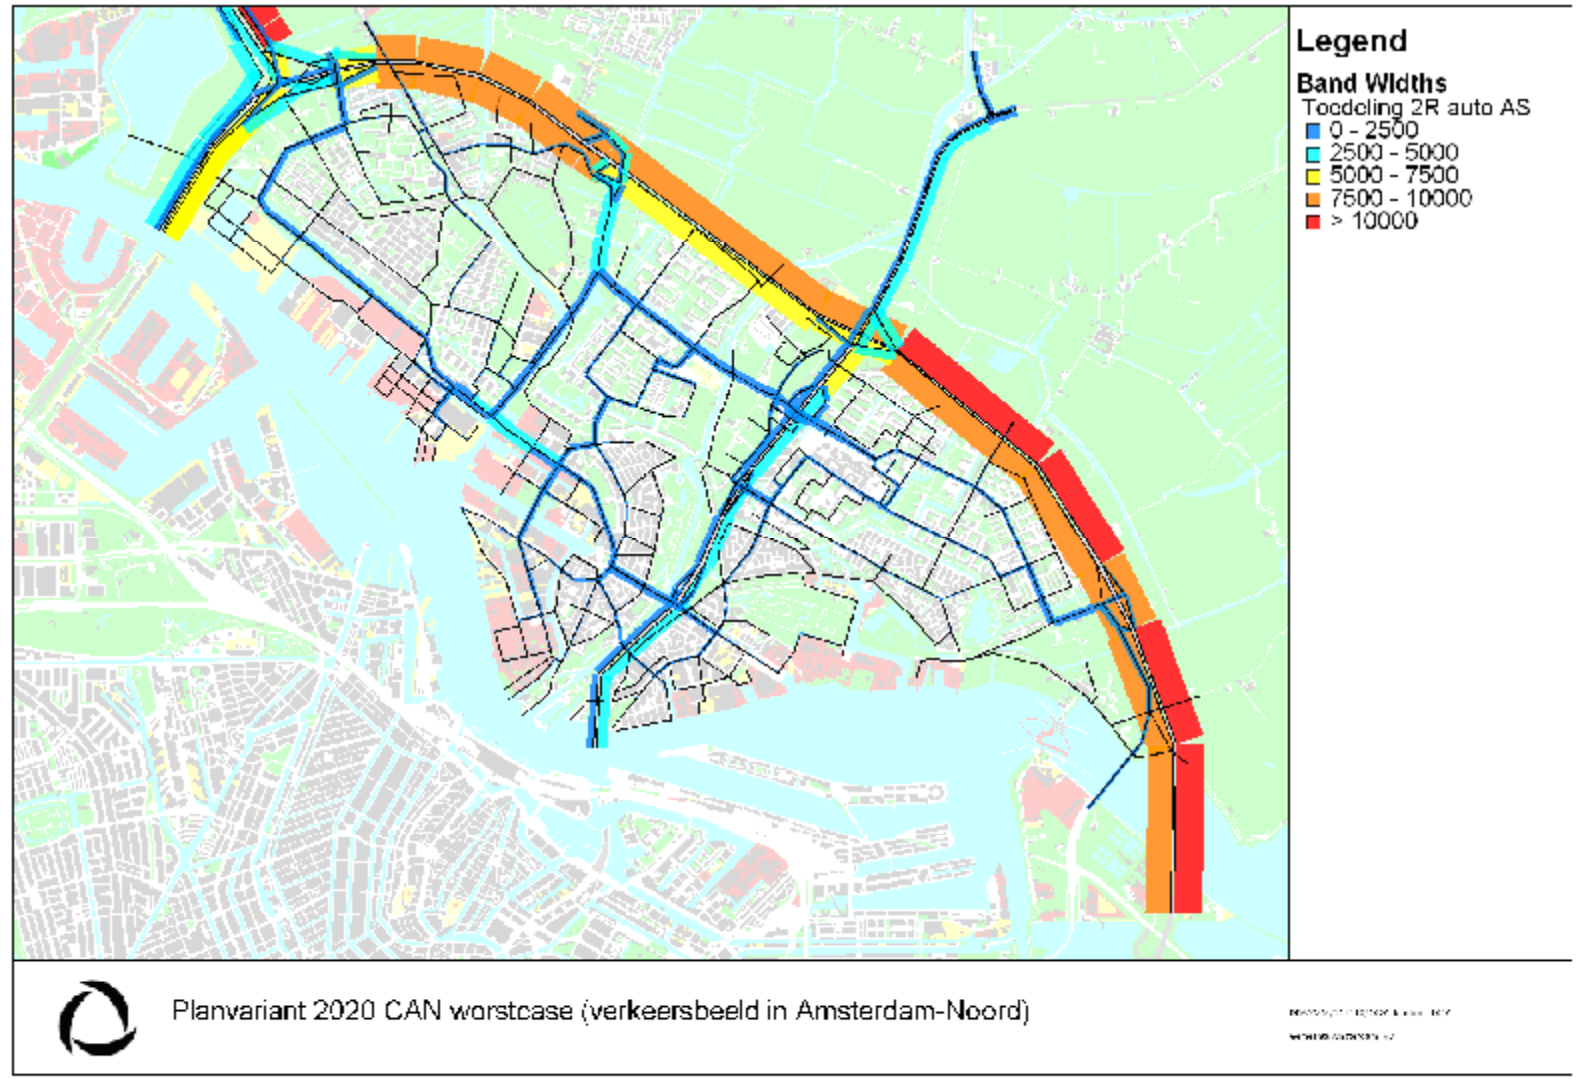 Legend
Band Widths
Toedeling 2R auto AS
0 - 2500
2500 - 5000
5000 - 7500
7500 - 10000
> 10000
Planvariant 2020 CAN worstcase (verkeersbeeld in Amsterdam-Noord)